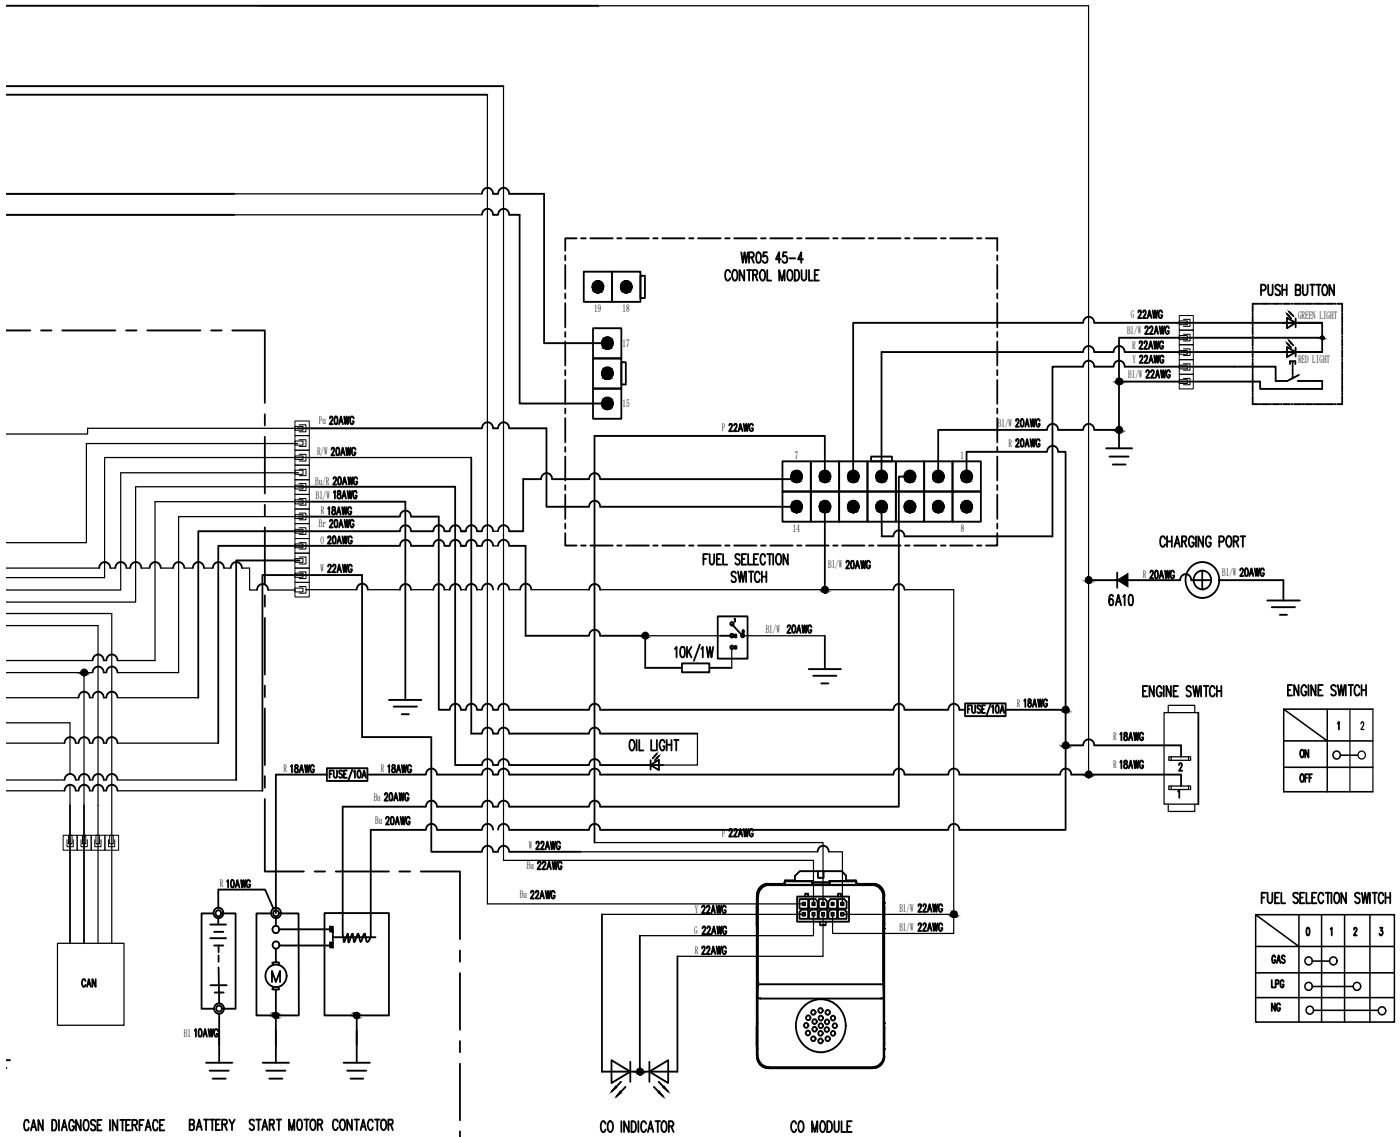 WR05 45-4
CONTROL MODULE
19 18
17
15
PUSH BUTTON
G 22AWG
GREEN LIGHT
Bl/W 22AWG
R 22AWG
Y 22AWG
RED LIGHT
Bl/W 22AWG
Pu 20AWG
P 22AWG
Bl/W 20AWG
R 20AWG
R/W 20AWG
7 1
Bu/R 20AWG
Bl/W 18AWG
R 18AWG
Br 20AWG
14 8
O 20AWG
W 22AWG
FUEL SELECTION
SWITCH
Bl/W 20AWG
CHARGING PORT
R 20AWG
Bl/W 20AWG
6A10
Bl/W 20AWG
10K/1W
FUSE/10A
R 18AWG
ENGINE SWITCH
R 18AWG
2
R 18AWG
1
ENGINE SWITCH
1 2
ON
OFF
OIL LIGHT
R 18AWG
FUSE/10A
R 18AWG
Bu 20AWG
Bu 20AWG
P 22AWG
W 22AWG
Bu 22AWG
Bu 22AWG
Y 22AWG
G 22AWG
R 22AWG
Bl/W 22AWG
Bl/W 22AWG
FUEL SELECTION SWITCH
0 1 2 3
GAS
LPG
NG
R 10AWG
M
CAN
Bl 10AWG
CAN DIAGNOSE INTERFACE
BATTERY
START MOTOR
CONTACTOR
CO INDICATOR
CO MODULE